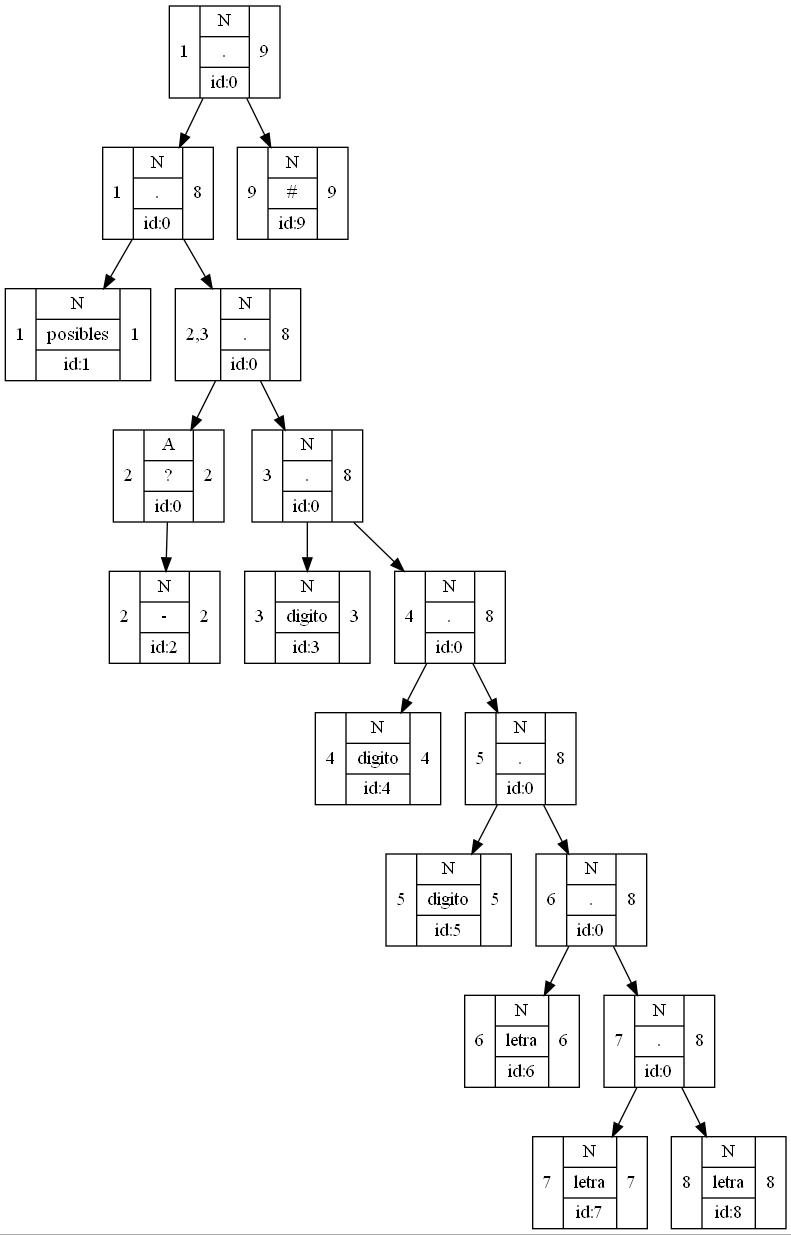 N
1 . 9
id:0
N
1 . 8
id:0
N
9 # 9
id:9
N
1 posibles 1
id:1
N
2,3 . 8
id:0
A
2 ? 2
id:0
N
3 . 8
id:0
N
2 - 2
id:2
N
3 digito 3
id:3
N
4 . 8
id:0
N
4 digito 4
id:4
N
5 . 8
id:0
N
5 digito 5
id:5
N
6 . 8
id:0
N
6 letra 6
id:6
N
7 . 8
id:0
N
7 letra 7
id:7
N
8 letra 8
id:8